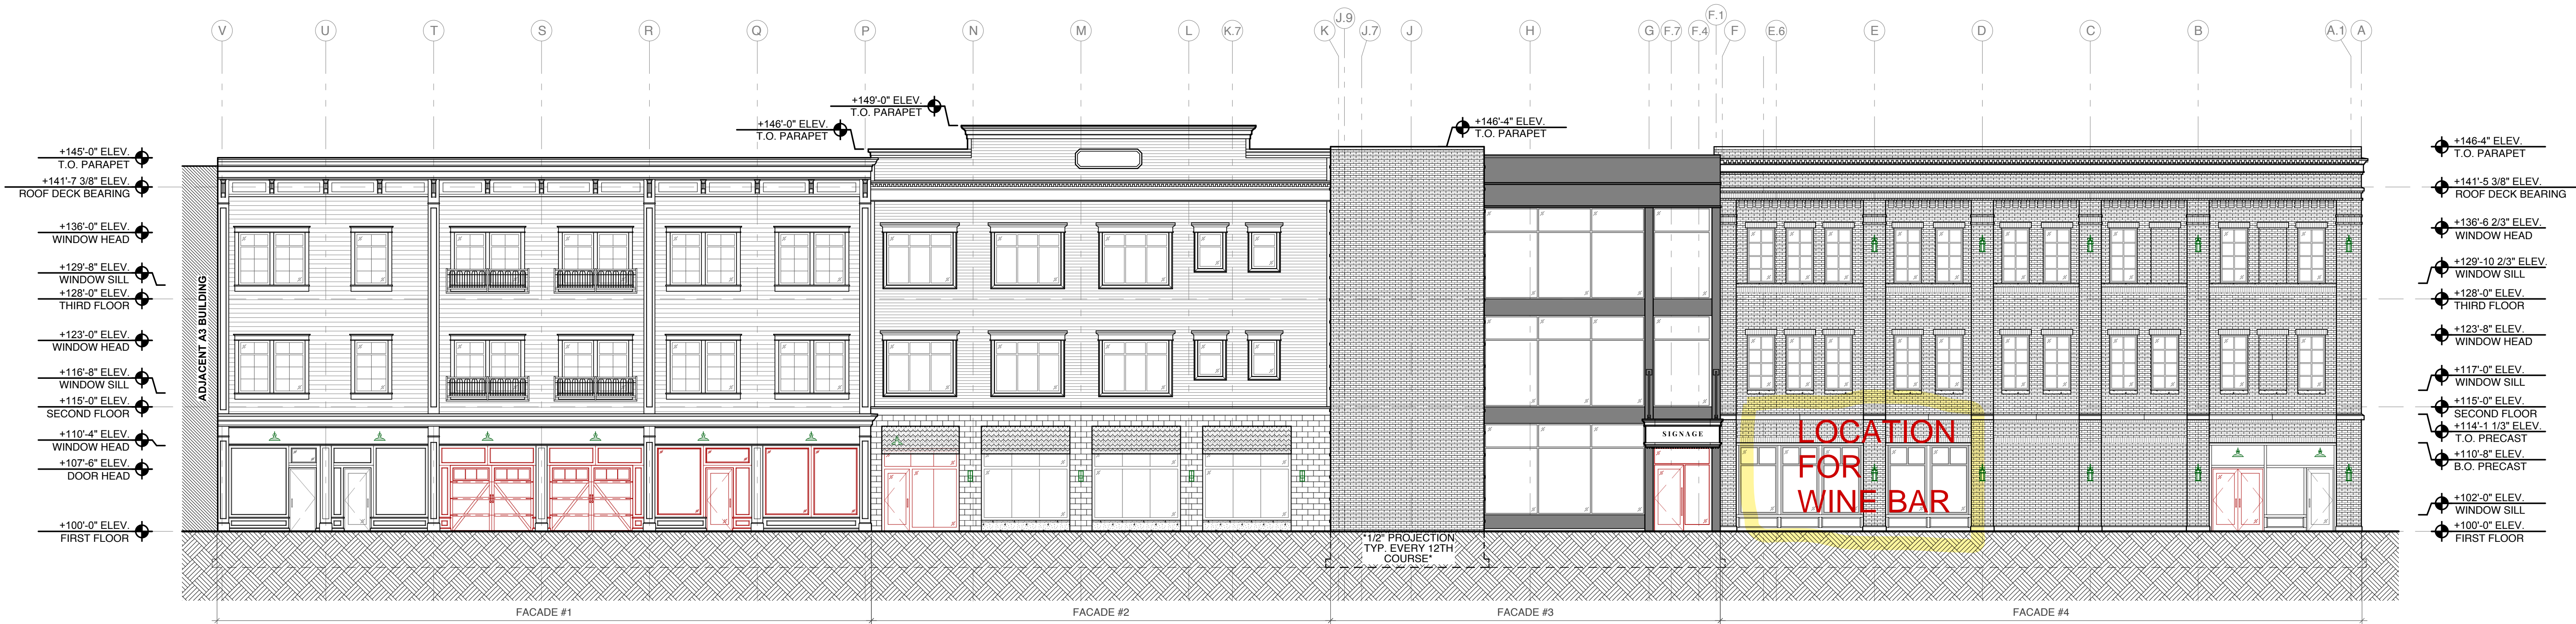 V U T S R Q P N M L K.7 K J.9 J.7 J H G F.7 F.4 F.1 F E.6 E D C B A.1 A
+149'-0" ELEV.
T.O. PARAPET
+146'-0" ELEV.
T.O. PARAPET
+146'-4" ELEV.
T.O. PARAPET
+145'-0" ELEV.
T.O. PARAPET
+141'-7 3/8" ELEV.
ROOF DECK BEARING
+136'-0" ELEV.
WINDOW HEAD
+129'-8" ELEV.
WINDOW SILL
+128'-0" ELEV.
THIRD FLOOR
+123'-0" ELEV.
WINDOW HEAD
+116'-8" ELEV.
WINDOW SILL
+115'-0" ELEV.
SECOND FLOOR
+110'-4" ELEV.
WINDOW HEAD
+107'-6" ELEV.
DOOR HEAD
+100'-0" ELEV.
FIRST FLOOR
ADJACENT A3 BUILDING
SIGNAGE
LOCATION
FOR
WINE BAR
"1/2" PROJECTION
TYP. EVERY 12TH
COURSE"
+146-4" ELEV.
T.O. PARAPET
+141'-5 3/8" ELEV.
ROOF DECK BEARING
+136'-6 2/3" ELEV.
WINDOW HEAD
+129'-10 2/3" ELEV.
WINDOW SILL
+128'-0" ELEV.
THIRD FLOOR
+123'-8" ELEV.
WINDOW HEAD
+117'-0" ELEV.
WINDOW SILL
+115'-0" ELEV.
SECOND FLOOR
+114'-1 1/3" ELEV.
T.O. PRECAST
+110'-8" ELEV.
B.O. PRECAST
+102'-0" ELEV.
WINDOW SILL
+100'-0" ELEV.
FIRST FLOOR
FACADE #1
FACADE #2
FACADE #3
FACADE #4